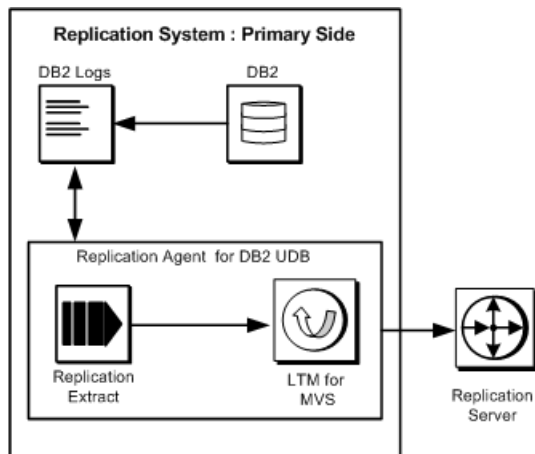 Replication System : Primary Side
DB2 Logs
DB2
Replication Agent for DB2 UDB
Replication
Extract
LTM for
MVS
Replication
Server